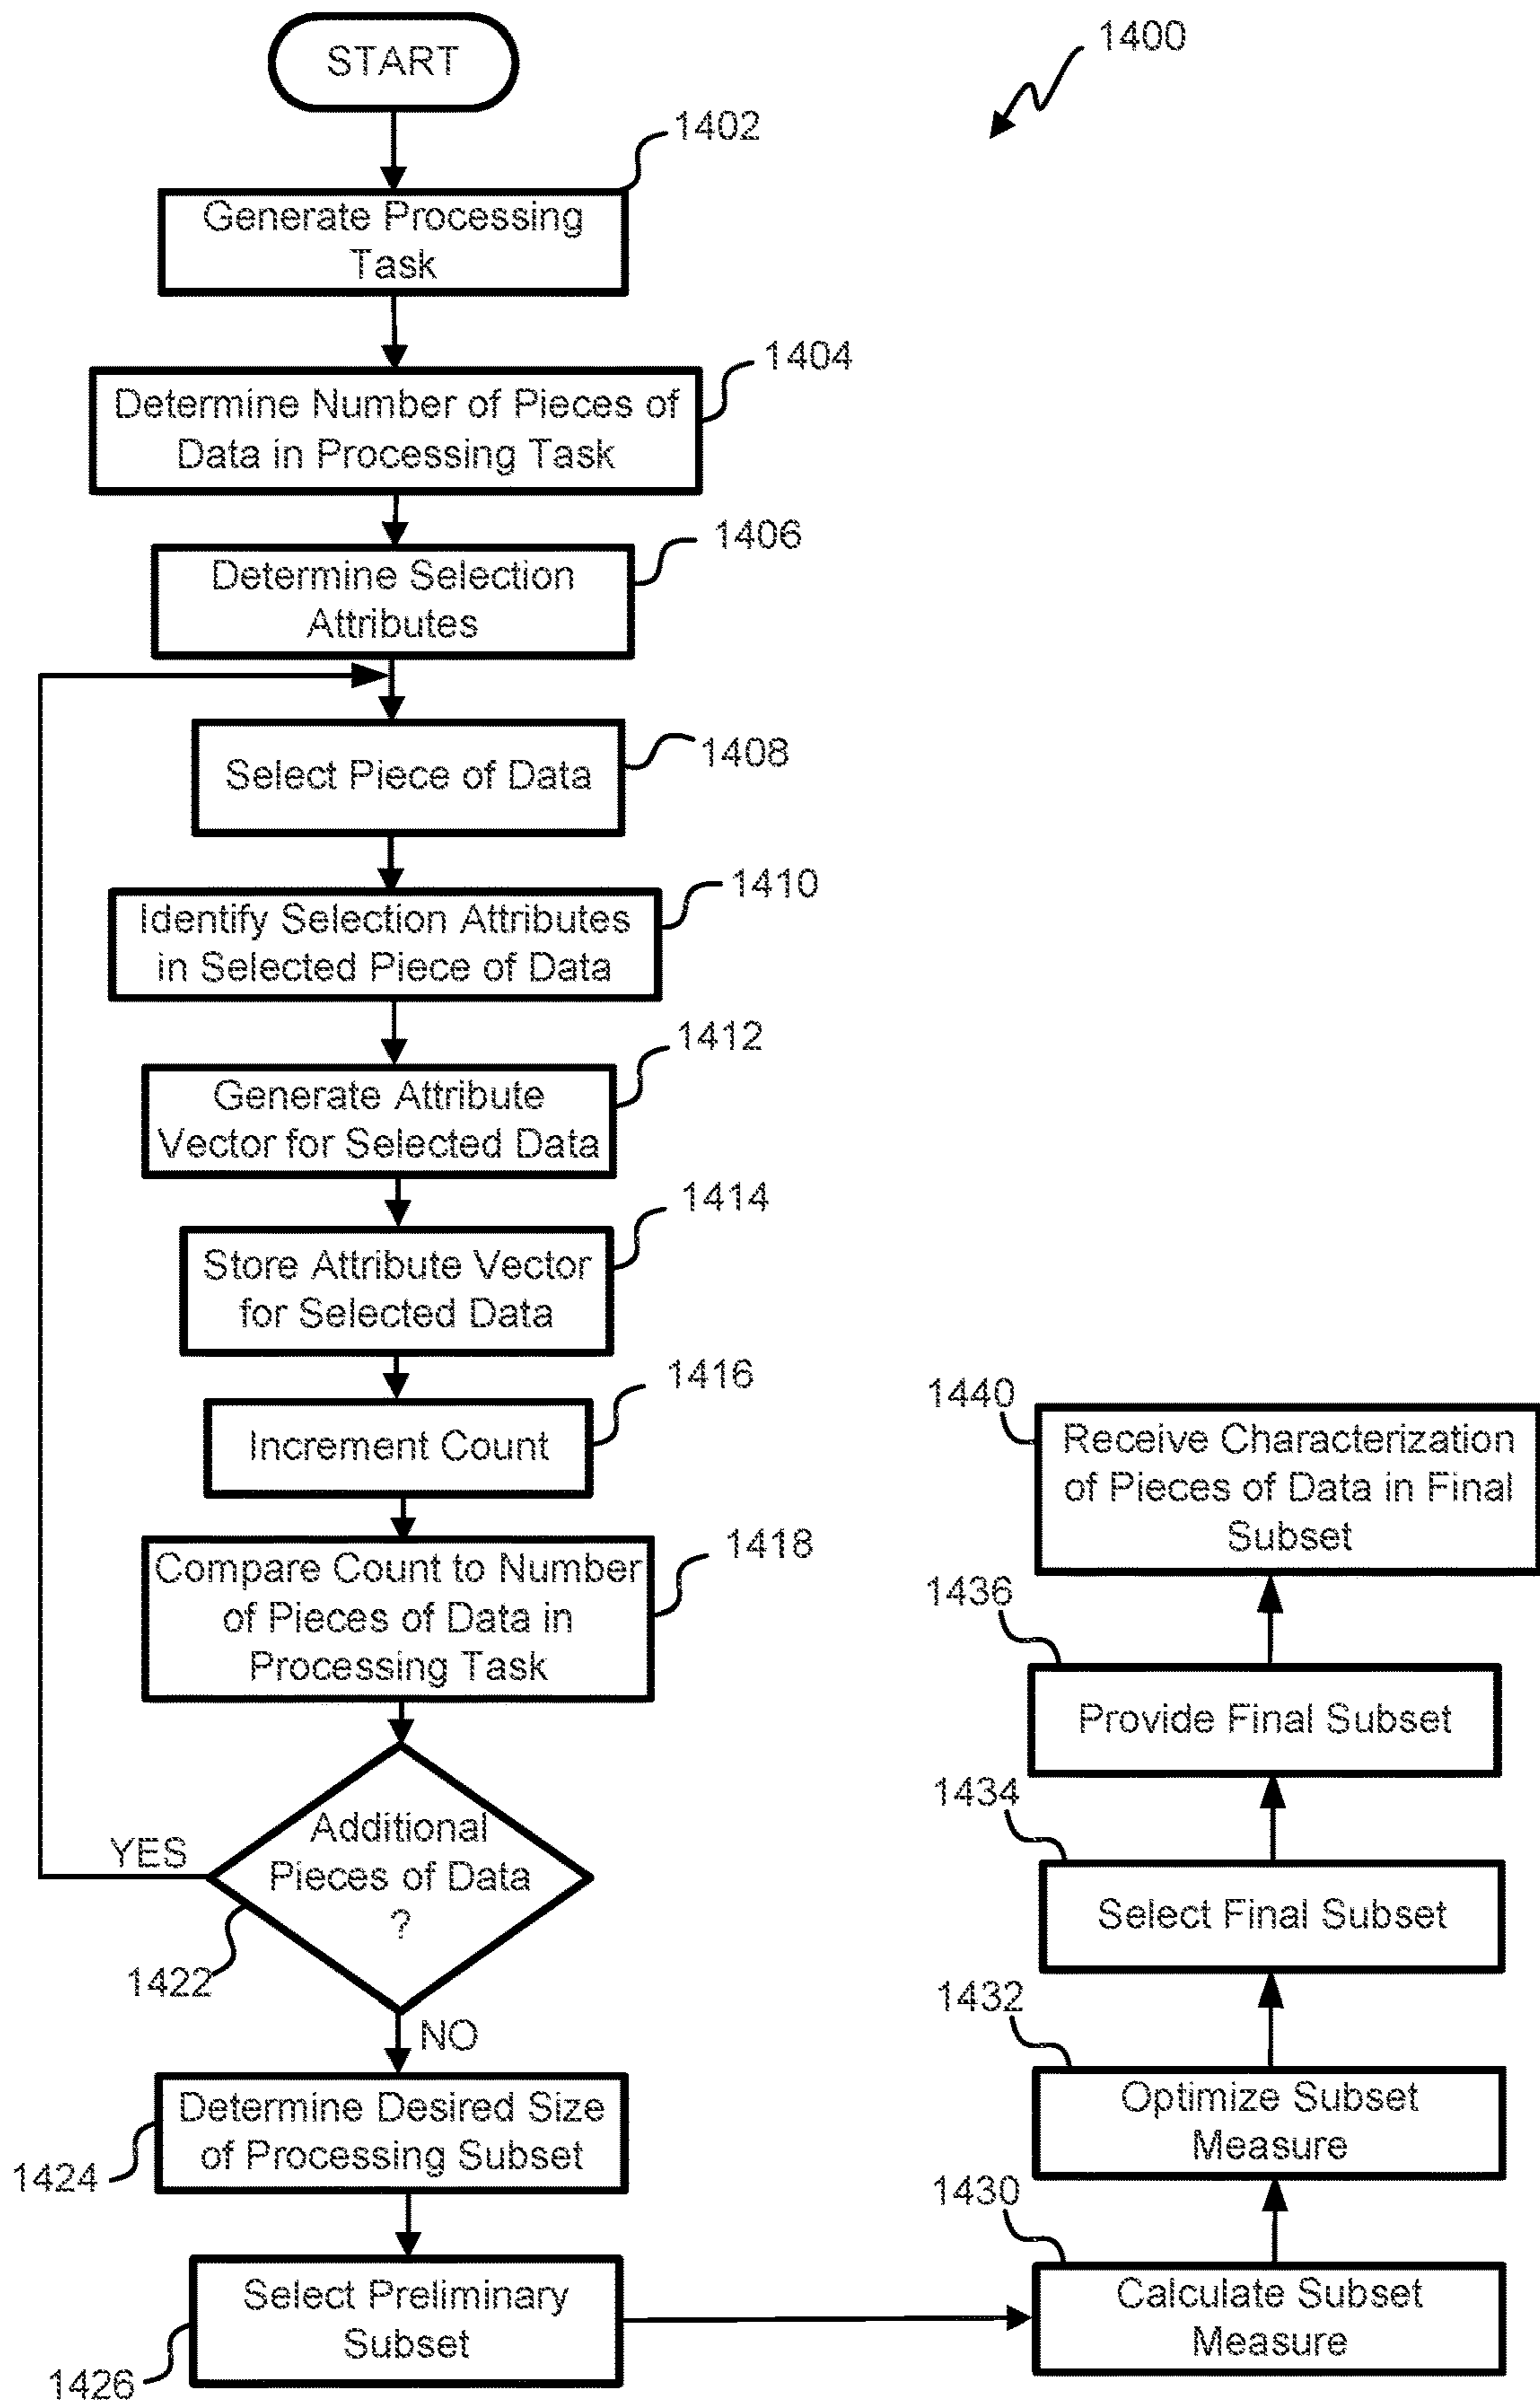 START
1400
1402
Generate Processing
Task
1404
Determine Number of Pieces of
Data in Processing Task
1406
Determine Selection
Attributes
1408
Select Piece of Data
1410
Identify Selection Attributes
in Selected Piece of Data
1412
Generate Attribute
Vector for Selected Data
1414
Store Attribute Vector
for Selected Data
1416
Increment Count
1418
Compare Count to Number
of Pieces of Data in
Processing Task
Additional
Pieces of Data
?
YES
1422
NO
1424
Determine Desired Size
of Processing Subset
1426
Select Preliminary
Subset
1430
Calculate Subset
Measure
1432
Optimize Subset
Measure
1434
Select Final Subset
1436
Provide Final Subset
1440
Receive Characterization
of Pieces of Data in Final
Subset